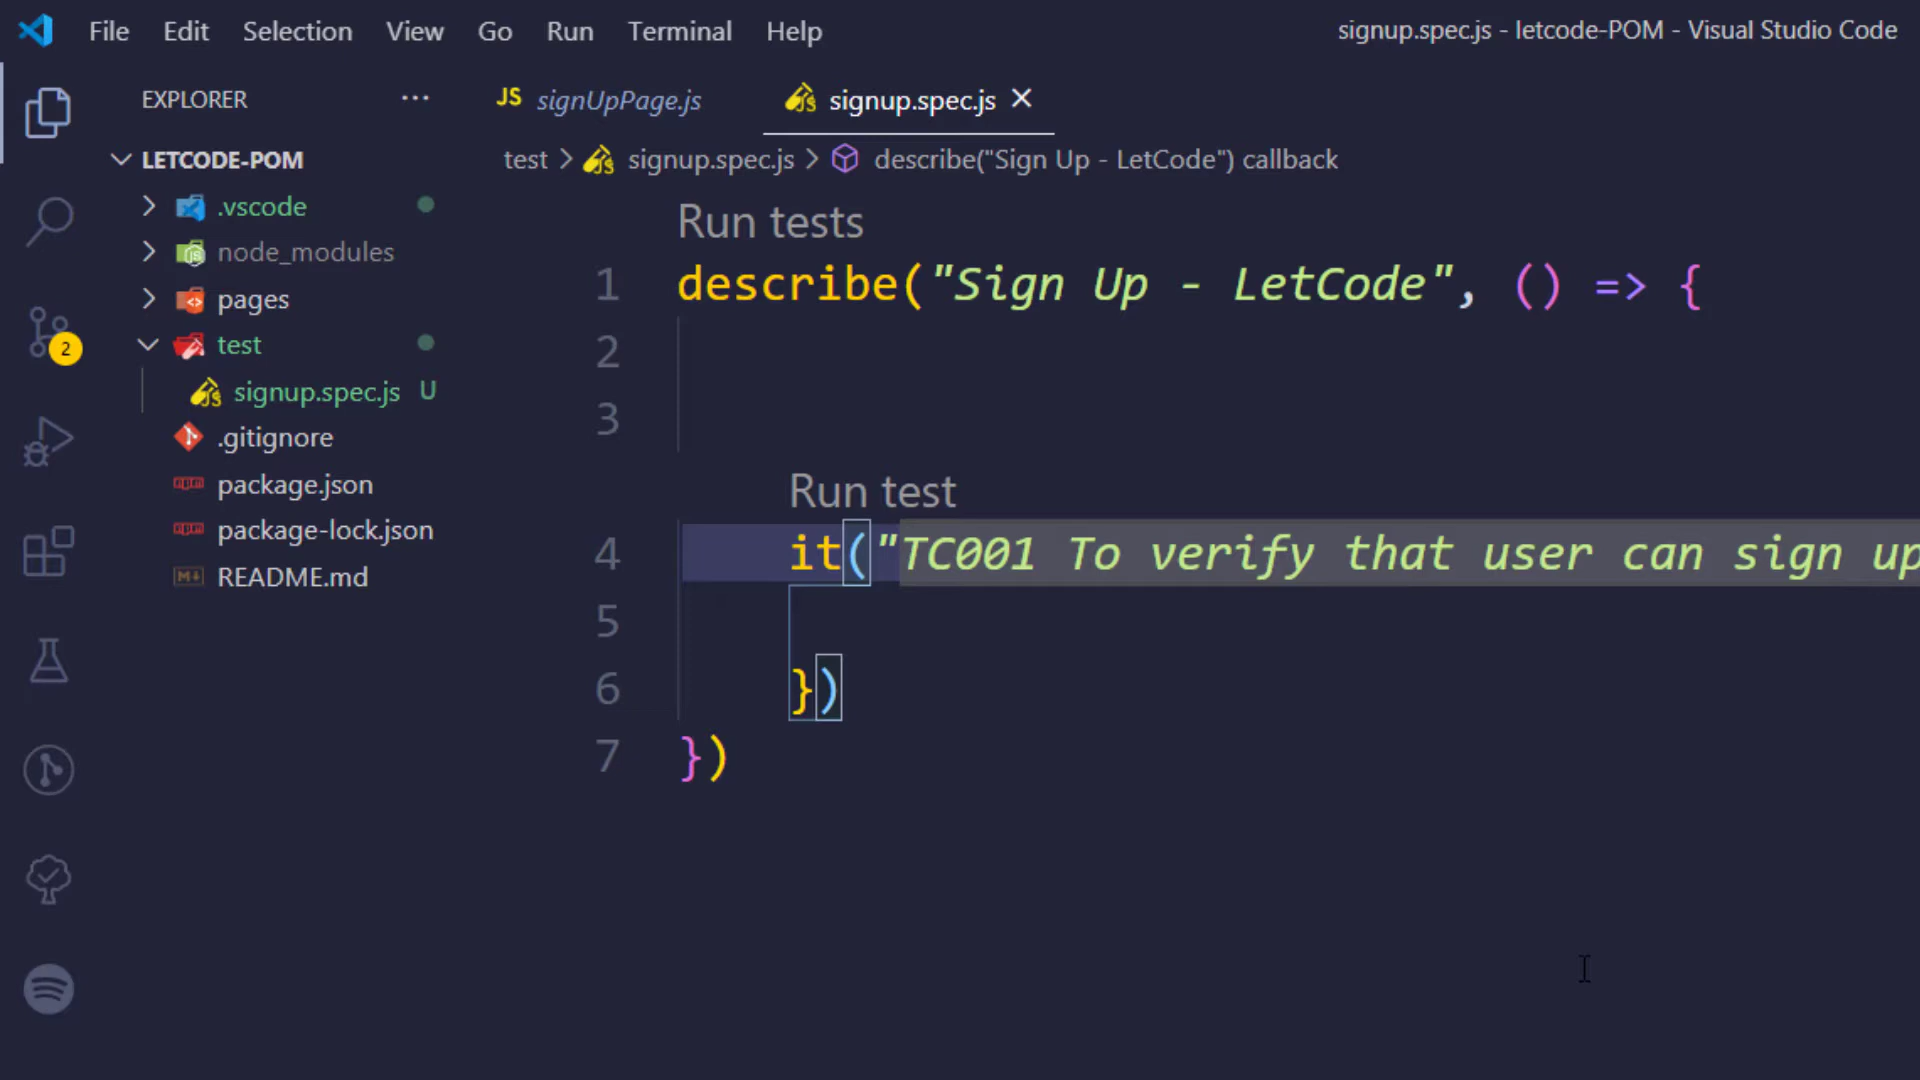 File Edit Selection View Go Run Terminal Help
signup.spec.js - letcode-POM - Visual Studio Code
EXPLORER ...
JS signUpPage.js
signup.spec.js
LETCODE-POM
test > signup.spec.js > describe("Sign Up - LetCode") callback
.vscode
node_modules
pages
test
signup.spec.js U
.gitignore
package.json
package-lock.json
README.md
2
Run tests
1 describe("Sign Up - LetCode", () => {
2
3
Run test
4 it("TC001 To verify that user can sign up
5
6 })
7 })